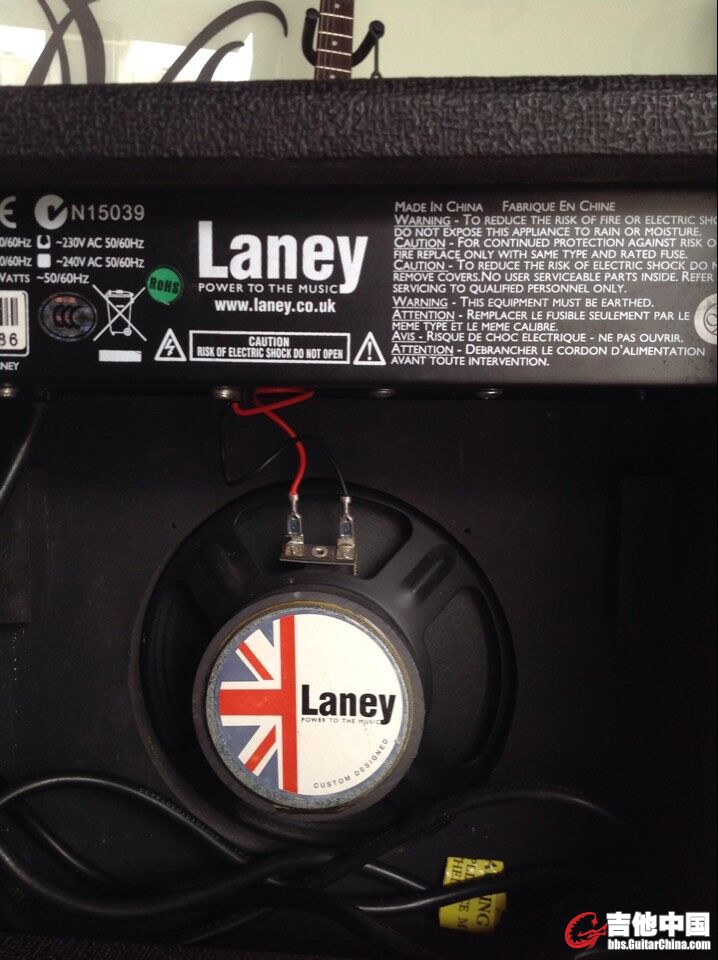 N15039
0/60Hz ~230V AC 50/60Hz
0/60Hz ~240V AC 50/60Hz
WATTS ~50/60Hz
ROHS
CCC
86
NEY
Laney
POWER TO THE MUSIC
www.laney.co.uk
CAUTION
RISK OF ELECTRIC SHOCK DO NOT OPEN
MADE IN CHINA FABRIQUE EN CHINE
WARNING - TO REDUCE THE RISK OF FIRE OR ELECTRIC SHO
DO NOT EXPOSE THIS APPLIANCE TO RAIN OR MOISTURE.
CAUTION - FOR CONTINUED PROTECTION AGAINST RISK O
FIRE REPLACE ONLY WITH SAME TYPE AND RATED FUSE.
CAUTION - TO REDUCE THE RISK OF ELECTRIC SHOCK DO N
REMOVE COVERS.NO USER SERVICEABLE PARTS INSIDE. REFER
SERVICING TO QUALIFIED PERSONNEL ONLY.
WARNING - THIS EQUIPMENT MUST BE EARTHED.
ATTENTION - REMPLACER LE FUSIBLE SEULEMENT PAR LE
MEME TYPE ET LE MEME CALIBRE.
AVIS - RISQUE DE CHOC ELECTRIQUE - NE PAS OUVRIR.
ATTENTION - DEBRANCHER LE CORDON D'ALIMENTATION
AVANT TOUTE INTERVENTION.
Laney
POWER TO THE MUSIC
CUSTOM DESIGNED
吉他中国
bbs.GuitarChina.com